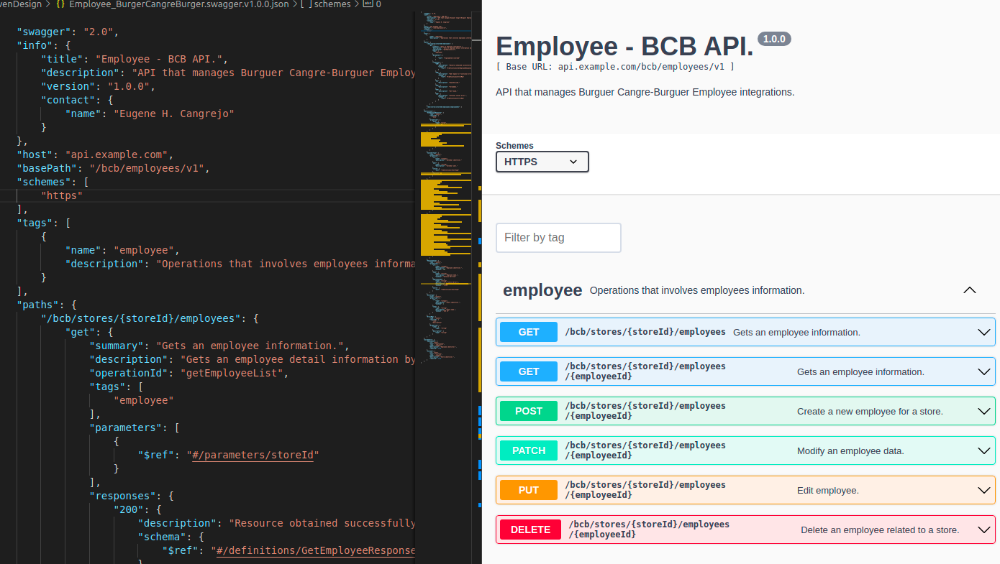 venDesign > {} Employee_BurgerCangreBurger.swagger.v1.0.0.json > [ ] schemes > abc 0
"swagger": "2.0",
"info": {
"title": "Employee - BCB API.",
"description": "API that manages Burguer Cangre-Burguer Employ
"version": "1.0.0",
"contact": {
"name": "Eugene H. Cangrejo"
}
},
"host": "api.example.com",
"basePath": "/bcb/employees/v1",
"schemes": [
"https"
],
"tags": [
{
"name": "employee",
"description": "Operations that involves employees informa
}
],
"paths": {
"/bcb/stores/{storeId}/employees": {
"get": {
"summary": "Gets an employee information.",
"description": "Gets an employee detail information by
"operationId": "getEmployeeList",
"tags": [
"employee"
],
"parameters": [
{
"$ref": "#/parameters/storeId"
}
],
"responses": {
"200": {
"description": "Resource obtained successfully
"schema": {
"$ref": "#/definitions/GetEmployeeResponse
}
Employee - BCB API. 1.0.0
[ Base URL: api.example.com/bcb/employees/v1 ]
API that manages Burguer Cangre-Burguer Employee integrations.
Schemes
HTTPS
Filter by tag
employee Operations that involves employees information.
GET /bcb/stores/{storeId}/employees Gets an employee information.
GET /bcb/stores/{storeId}/employees
/{employeeId} Gets an employee information.
POST /bcb/stores/{storeId}/employees
/{employeeId} Create a new employee for a store.
PATCH /bcb/stores/{storeId}/employees
/{employeeId} Modify an employee data.
PUT /bcb/stores/{storeId}/employees
/{employeeId} Edit employee.
DELETE /bcb/stores/{storeId}/employees
/{employeeId} Delete an employee related to a store.